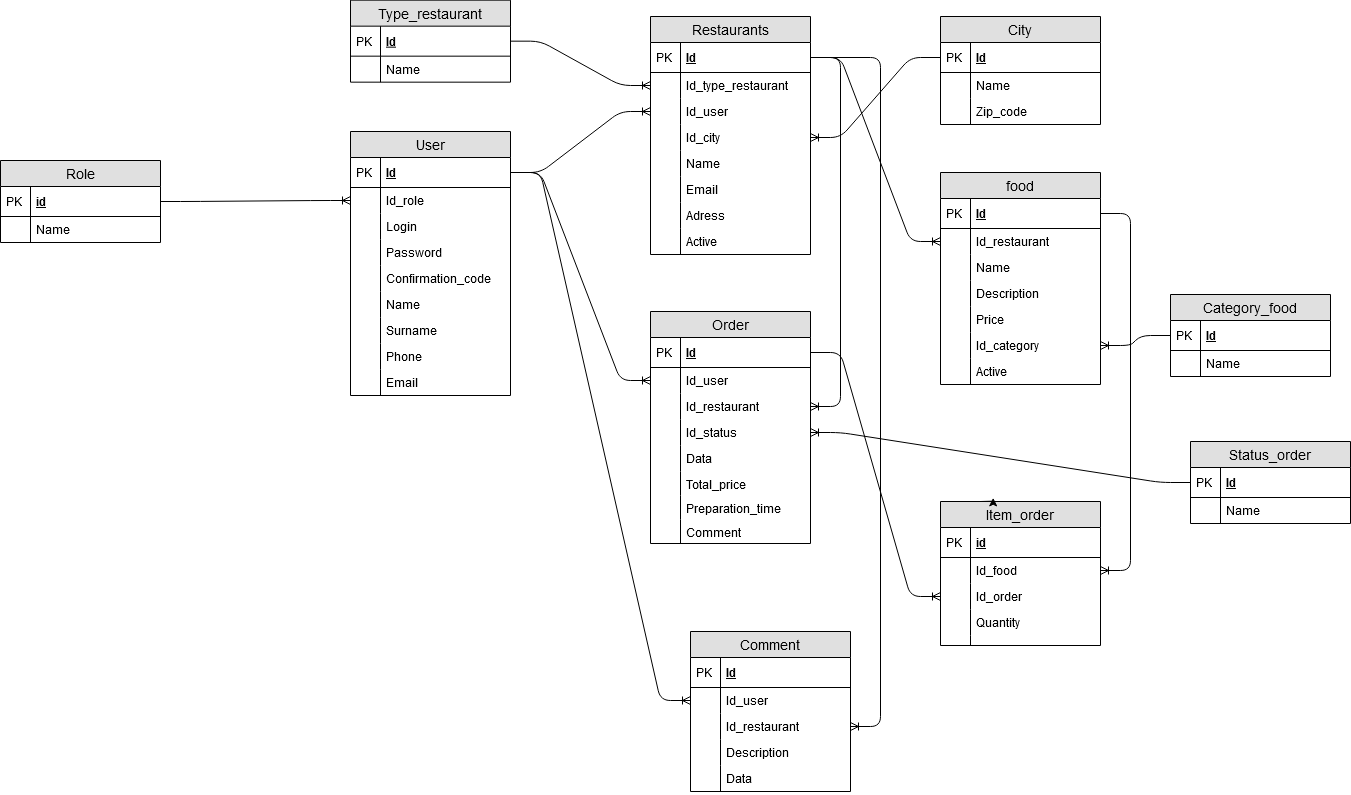 Type_restaurant
PK Id
Name
Role
PK id
Name
User
PK Id
Id_role
Login
Password
Confirmation_code
Name
Surname
Phone
Email
Restaurants
PK Id
Id_type_restaurant
Id_user
Id_city
Name
Email
Adress
Active
Order
PK Id
Id_user
Id_restaurant
Id_status
Data
Total_price
Preparation_time
Comment
Comment
PK Id
Id_user
Id_restaurant
Description
Data
City
PK Id
Name
Zip_code
food
PK Id
Id_restaurant
Name
Description
Price
Id_category
Active
Item_order
PK id
Id_food
Id_order
Quantity
Category_food
PK Id
Name
Status_order
PK Id
Name